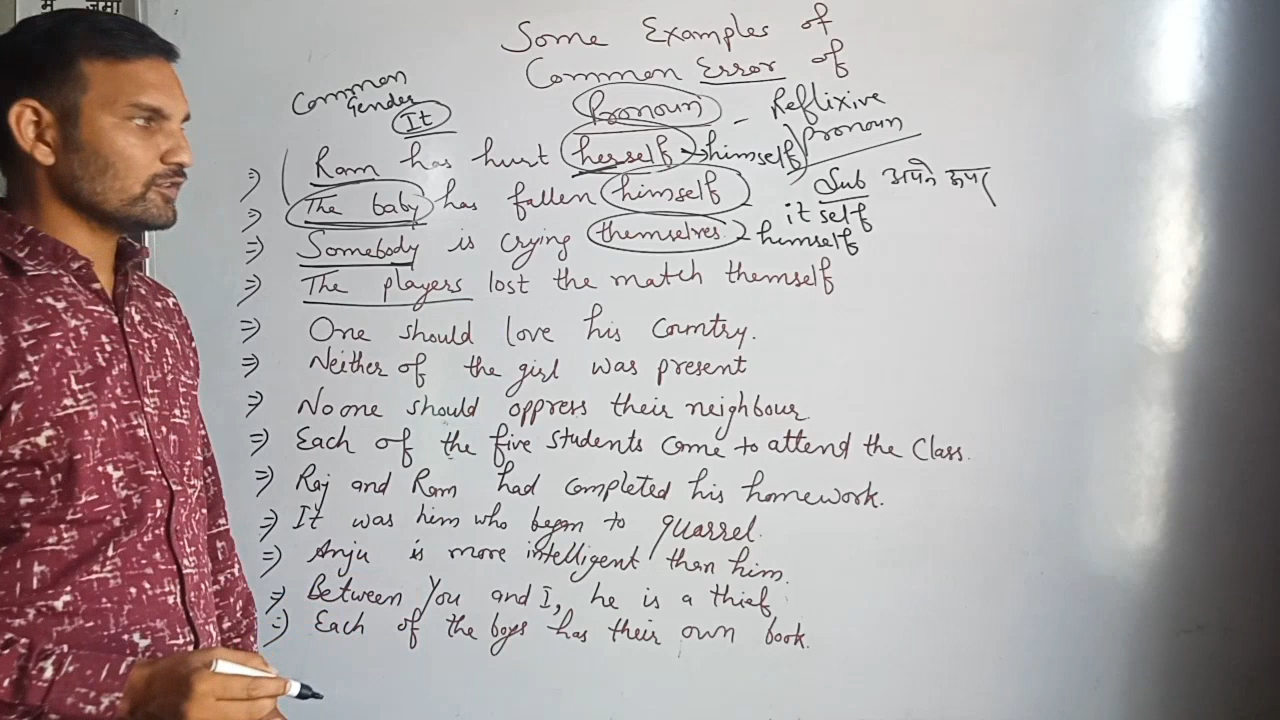 में जमा
Some Examples of
Common Error of
Pronoun - Reflixive Pronoun
Common Gender
It
⇒ Ram has hurt herself → himself
Sub अपने ऊपर
⇒ The baby has fallen himself - itself
⇒ Somebody is crying themselves - himself
⇒ The players lost the match themself
⇒ One should love his Country.
⇒ Neither of the girl was present
⇒ No one should oppress their neighbour.
⇒ Each of the five students come to attend the Class.
⇒ Raj and Ram had completed his homework.
⇒ It was him who began to quarrel.
⇒ Anju is more intelligent than him.
⇒ Between You and I, he is a thief
⇒ Each of the boys has their own book.